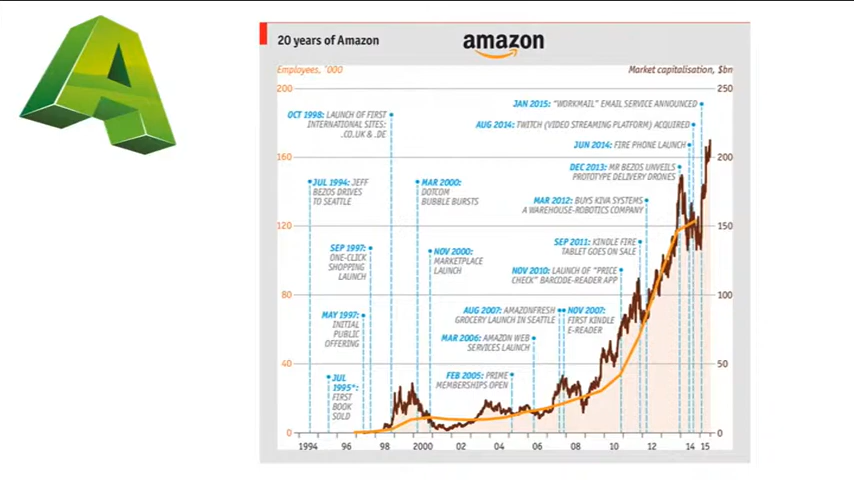 A
20 years of Amazon
amazon
Employees, '000
Market capitalisation, $bn
200
250
JAN 2015: "WORKMAIL" EMAIL SERVICE ANNOUNCED
OCT 1998: LAUNCH OF FIRST
INTERNATIONAL SITES:
.CO.UK & .DE
AUG 2014: TWITCH (VIDEO STREAMING PLATFORM) ACQUIRED
JUN 2014: FIRE PHONE LAUNCH
160
200
DEC 2013: MR BEZOS UNVEILS
PROTOTYPE DELIVERY DRONES
JUL 1994: JEFF
BEZOS DRIVES
TO SEATTLE
MAR 2000:
DOTCOM
BUBBLE BURSTS
MAR 2012: BUYS KIVA SYSTEMS
A WAREHOUSE-ROBOTICS COMPANY
120
150
SEP 1997:
ONE-CLICK
SHOPPING
LAUNCH
NOV 2000:
MARKETPLACE
LAUNCH
SEP 2011: KINDLE FIRE
TABLET GOES ON SALE
NOV 2010: LAUNCH OF "PRICE
CHECK" BARCODE-READER APP
80
100
MAY 1997:
INITIAL
PUBLIC
OFFERING
AUG 2007: AMAZONFRESH
GROCERY LAUNCH IN SEATTLE
NOV 2007:
FIRST KINDLE
E-READER
MAR 2006: AMAZON WEB
SERVICES LAUNCH
40
50
JUL
1995*:
FIRST
BOOK
SOLD
FEB 2005: PRIME
MEMBERSHIPS OPEN
0
0
1994 96 98 2000 02 04 06 08 10 12 14 15